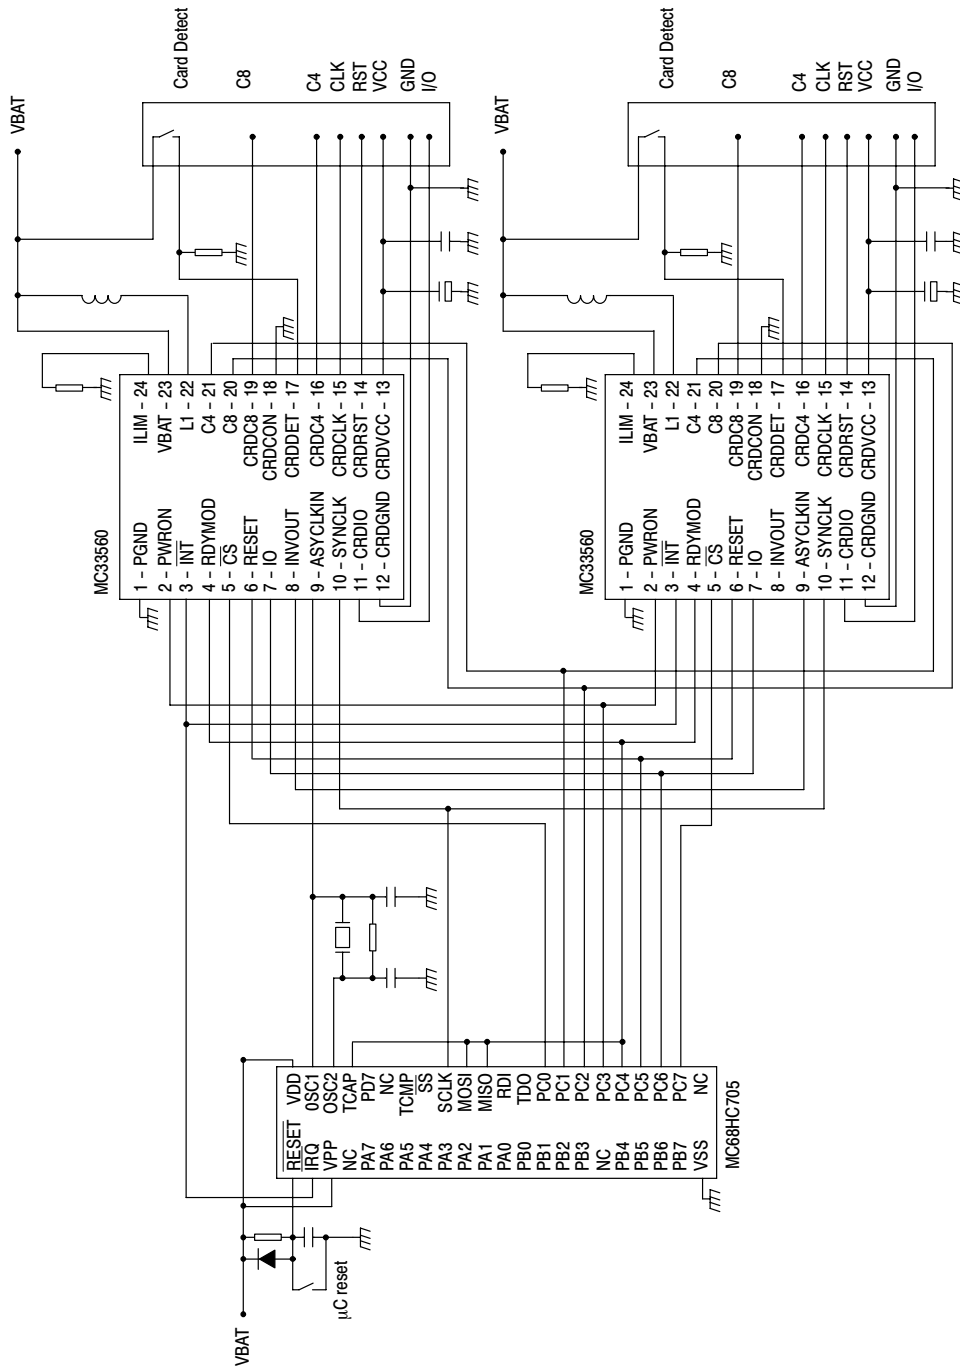 VBAT
Card Detect
C8
C4
CLK
RST
VCC
GND
I/O
MC33560
1 - PGND
2 - PWRON
3 - INT
4 - RDYMOD
5 - CS
6 - RESET
7 - IO
8 - INVOUT
9 - ASYCLKIN
10 - SYNCLK
11 - CRDIO
12 - CRDGND
ILIM - 24
VBAT - 23
L1 - 22
C4 - 21
C8 - 20
CRDC8 - 19
CRDCON - 18
CRDDET - 17
CRDC4 - 16
CRDCLK - 15
CRDRST - 14
CRDVCC - 13
VBAT
Card Detect
C8
C4
CLK
RST
VCC
GND
I/O
MC33560
1 - PGND
2 - PWRON
3 - INT
4 - RDYMOD
5 - CS
6 - RESET
7 - IO
8 - INVOUT
9 - ASYCLKIN
10 - SYNCLK
11 - CRDIO
12 - CRDGND
ILIM - 24
VBAT - 23
L1 - 22
C4 - 21
C8 - 20
CRDC8 - 19
CRDCON - 18
CRDDET - 17
CRDC4 - 16
CRDCLK - 15
CRDRST - 14
CRDVCC - 13
VBAT
µC reset
RESET
IRQ
VPP
NC
PA7
PA6
PA5
PA4
PA3
PA2
PA1
PA0
PB0
PB1
PB2
PB3
NC
PB4
PB5
PB6
PB7
VSS
VDD
0SC1
OSC2
TCAP
PD7
NC
TCMP
SS
SCLK
MOSI
MISO
RDI
TDO
PC0
PC1
PC2
PC3
PC4
PC5
PC6
PC7
NC
MC68HC705